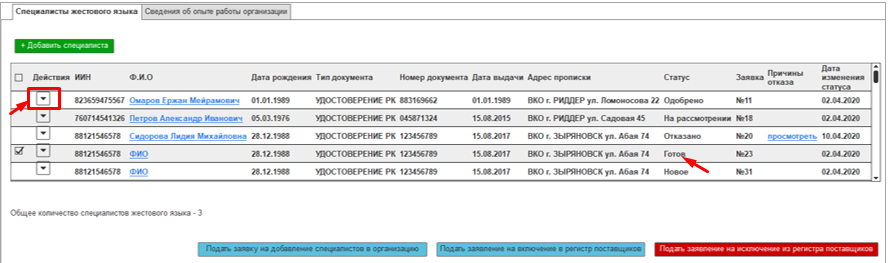 Специалисты жестового языка Сведения об опыте работы организации
+ Добавить специалиста
Действия ИИН Ф.И.О Дата рождения Тип документа Номер документа Дата выдачи Адрес прописки Статус Заявка Причины отказа Дата изменения статуса
823659475567 Омаров Ержан Мейрамович 01.01.1989 УДОСТОВЕРЕНИЕ РК 883169662 01.01.1989 ВКО г. РИДДЕР ул. Ломоносова 22 Одобрено №11 02.04.2020
760714541326 Петров Александр Иванович 05.03.1976 УДОСТОВЕРЕНИЕ РК 045871324 15.08.2015 ВКО г. РИДДЕР ул. Садовая 45 На рассмотрении №18 02.04.2020
88121546578 Сидорова Лидия Михайловна 28.12.1988 УДОСТОВЕРЕНИЕ РК 123456789 15.08.2017 ВКО г. ЗЫРЯНОВСК ул. Абая 74 Отказано №20 просмотреть 10.04.2020
88121546578 ФИО 28.12.1988 УДОСТОВЕРЕНИЕ РК 123456789 15.08.2017 ВКО г. ЗЫРЯНОВСК ул. Абая 74 Готов №23 02.04.2020
88121546578 ФИО 28.12.1988 УДОСТОВЕРЕНИЕ РК 123456789 15.08.2017 ВКО г. ЗЫРЯНОВСК ул. Абая 74 Новое №31 02.04.2020
Общее количество специалистов жестового языка - 3
Подать заявку на добавление специалистов в организацию Подать заявление на включение в регистр поставщиков Подать заявление на исключение из регистра поставщиков